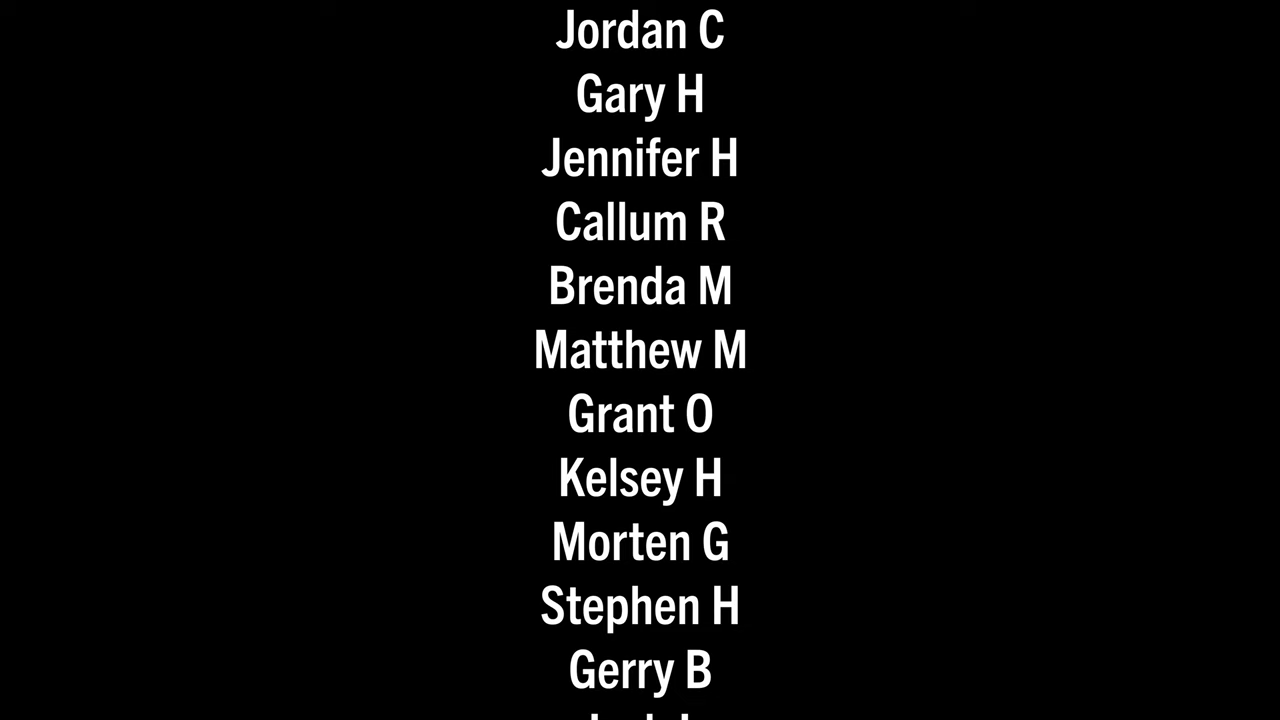 Jordan C
Gary H
Jennifer H
Callum R
Brenda M
Matthew M
Grant O
Kelsey H
Morten G
Stephen H
Gerry B